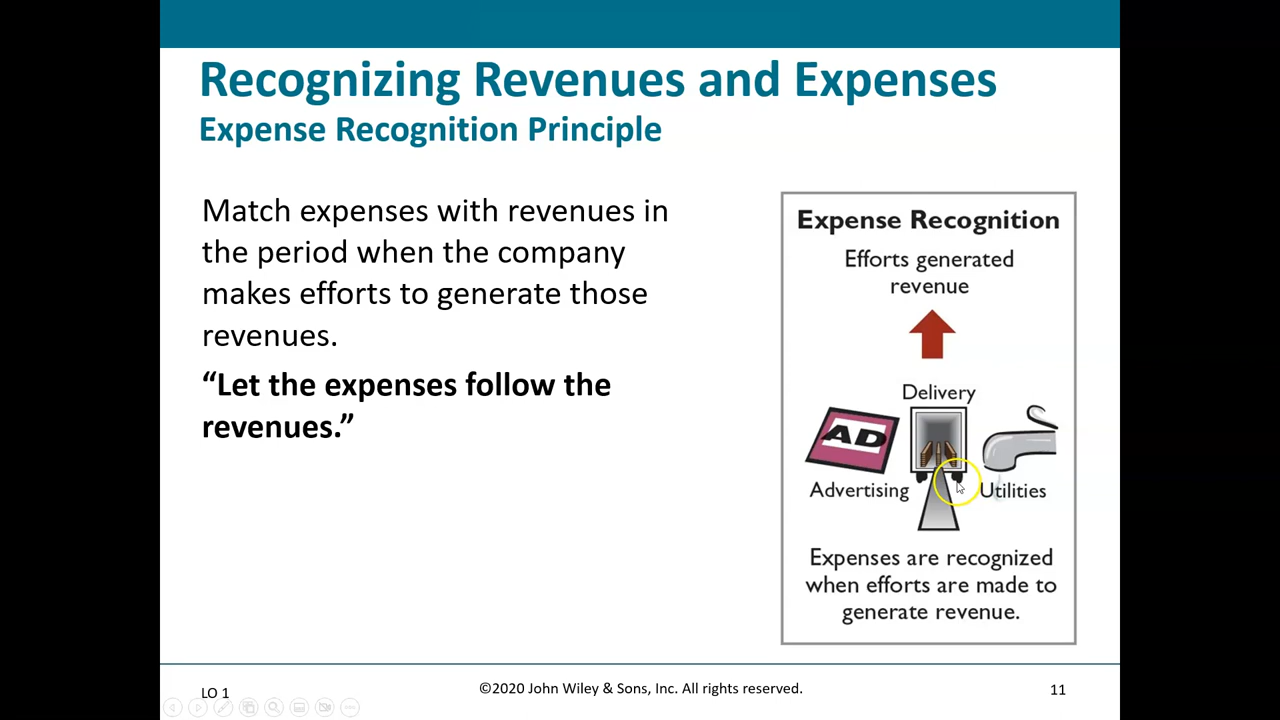 Recognizing Revenues and Expenses
Expense Recognition Principle
Match expenses with revenues in
the period when the company
makes efforts to generate those
revenues.
“Let the expenses follow the
revenues.”
Expense Recognition
Efforts generated
revenue
Delivery
AD
Advertising
Utilities
Expenses are recognized
when efforts are made to
generate revenue.
LO 1
©2020 John Wiley & Sons, Inc. All rights reserved.
11